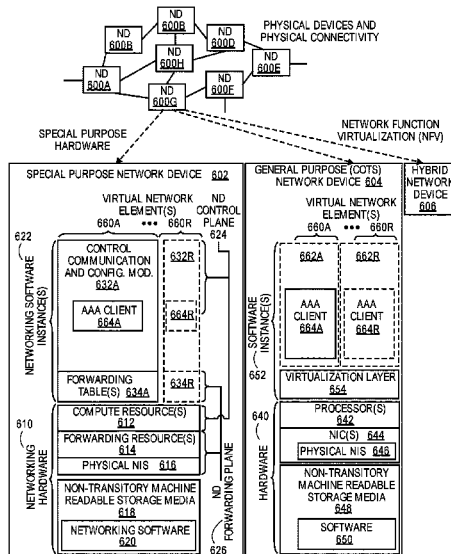 PHYSICAL DEVICES AND
PHYSICAL CONNECTIVITY
ND
600B
ND
600B
ND
600D
ND
600H
ND
600E
ND
600A
ND
600F
ND
600G
SPECIAL PURPOSE
HARDWARE
NETWORK FUNCTION
VIRTUALIZATION (NFV)
SPECIAL PURPOSE NETWORK DEVICE 602
VIRTUAL NETWORK
ELEMENT(S)
660A ••• 660R
ND CONTROL
PLANE
624
622
NETWORKING SOFTWARE
INSTANCE(S)
CONTROL
COMMUNICATION
AND CONFIG. MOD.
632A
632R
AAA CLIENT
664A
664R
FORWARDING
TABLE(S) 634A
634R
610
NETWORKING
HARDWARE
COMPUTE RESOURCE(S)
612
FORWARDING RESOURCE(S)
614
PHYSICAL NIS 616
NON-TRANSITORY MACHINE
READABLE STORAGE MEDIA
618
NETWORKING SOFTWARE
620
ND
FORWARDING PLANE
626
GENERAL PURPOSE (COTS)
NETWORK DEVICE 604
VIRTUAL NETWORK
ELEMENT(S)
660A ••• 660R
662A
662R
AAA
CLIENT
664A
AAA
CLIENT
664R
SOFTWARE
INSTANCE(S)
652
VIRTUALIZATION LAYER
654
640
HARDWARE
PROCESSOR(S)
642
NIC(S) 644
PHYSICAL NIS 646
NON-TRANSITORY
MACHINE READABLE
STORAGE MEDIA
648
SOFTWARE
650
HYBRID
NETWORK
DEVICE
606